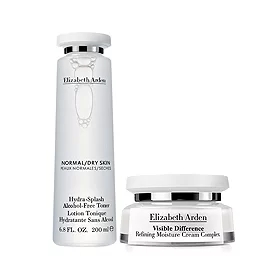 Elizabeth Arden
NORMAL/DRY SKIN
PEAUX NORMALES/SÈCHES
Hydra-Splash
Alcohol-Free Toner
Lotion Tonique
Hydratante Sans Alcool
6.8 FL. OZ. 200 ml e
Elizabeth Arden
Visible Difference
Refining Moisture Cream Complex